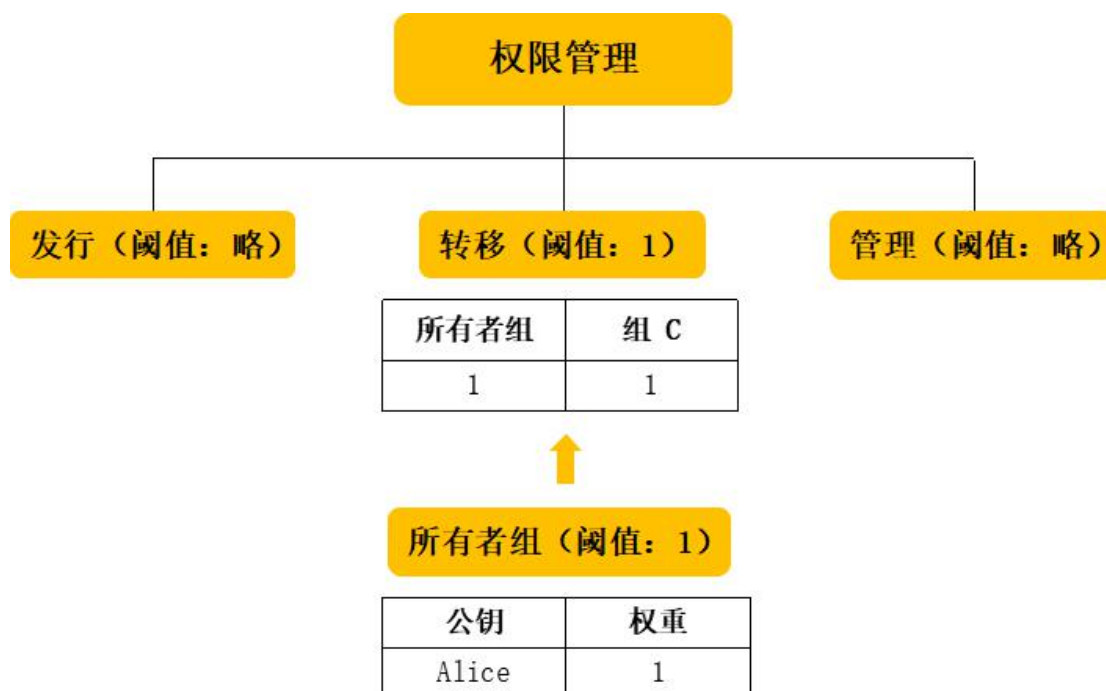 权限管理
发行（阈值：略） 转移（阈值：1） 管理（阈值：略）
所有者组 组 C
1 1
所有者组（阈值：1）
公钥 权重
Alice 1